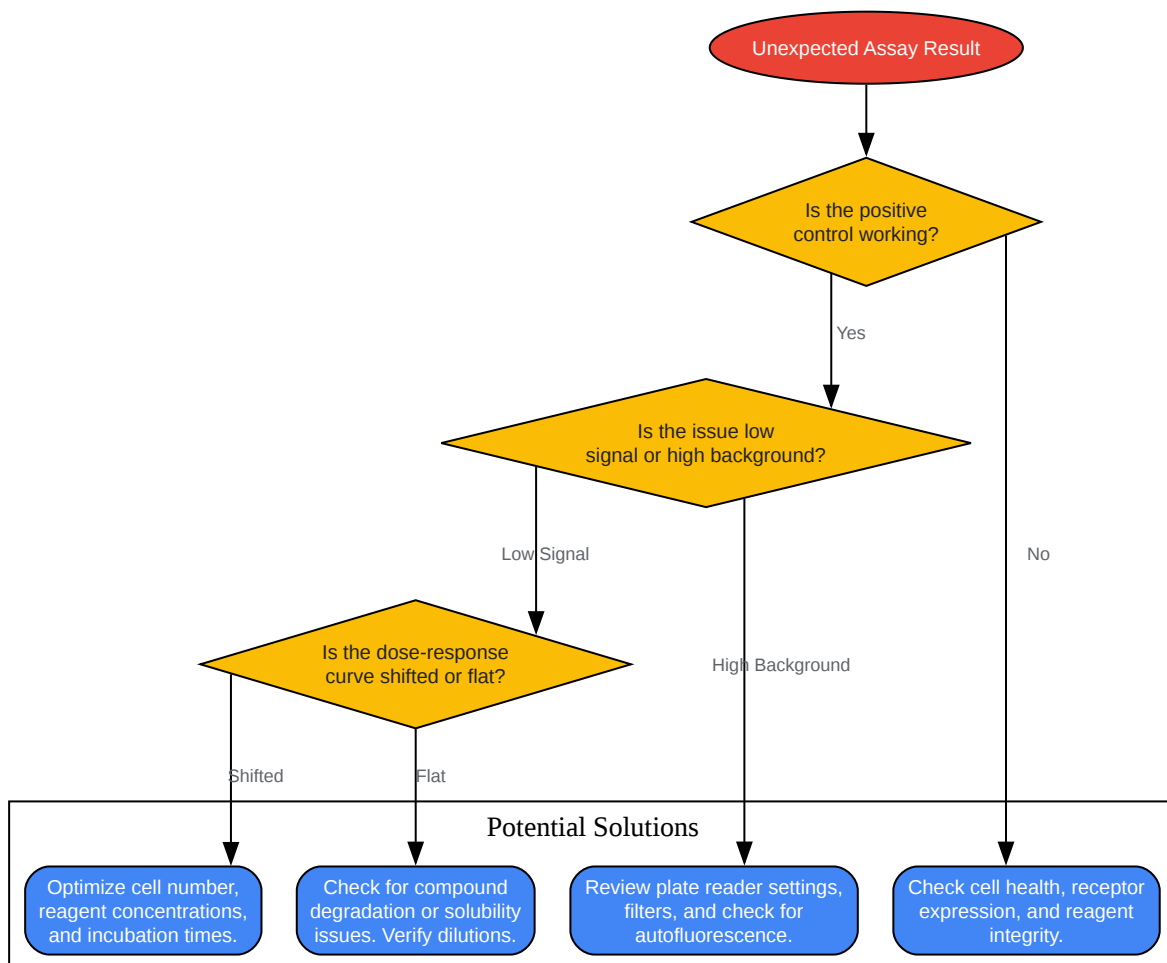 Unexpected Assay Result
Is the positive
control working?
Yes
Is the issue low
signal or high background?
Low Signal
No
Is the dose-response
curve shifted or flat?
High Background
Shifted
Flat
Potential Solutions
Optimize cell number,
reagent concentrations,
and incubation times.
Check for compound
degradation or solubility
issues. Verify dilutions.
Review plate reader settings,
filters, and check for
autofluorescence.
Check cell health, receptor
expression, and reagent
integrity.